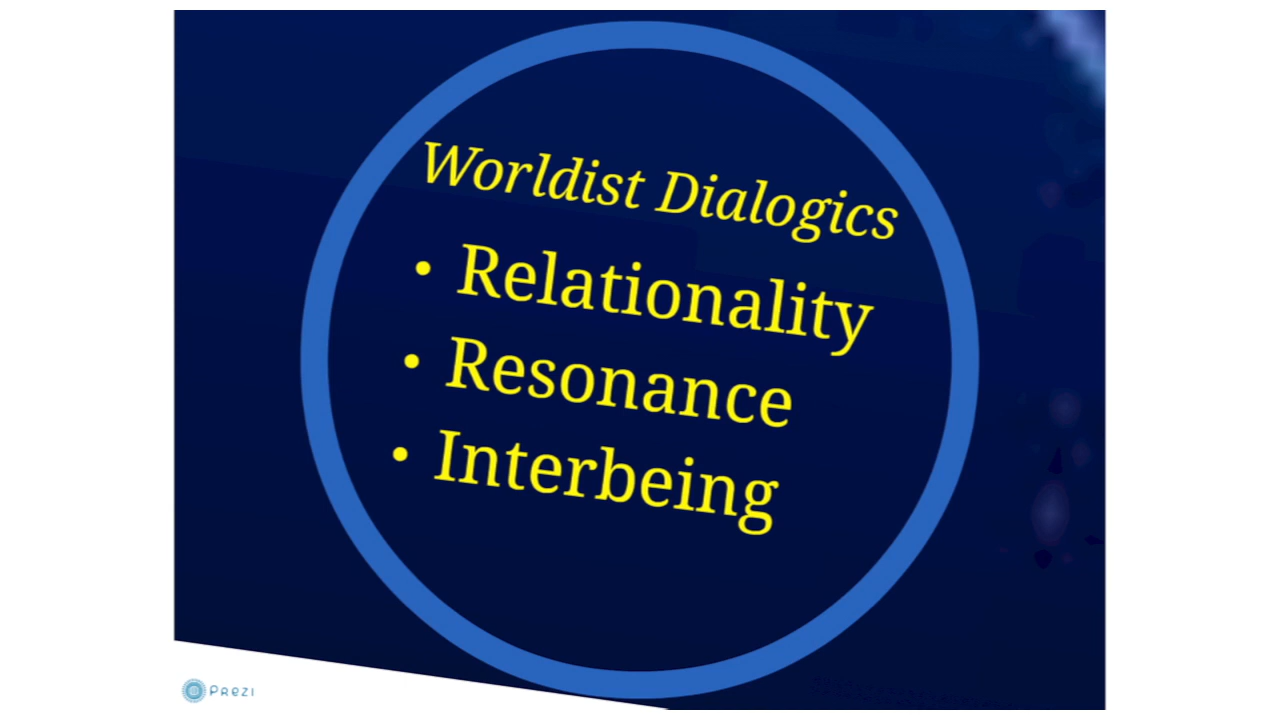 Worldist Dialogics
• Relationality
• Resonance
• Interbeing
Prezi